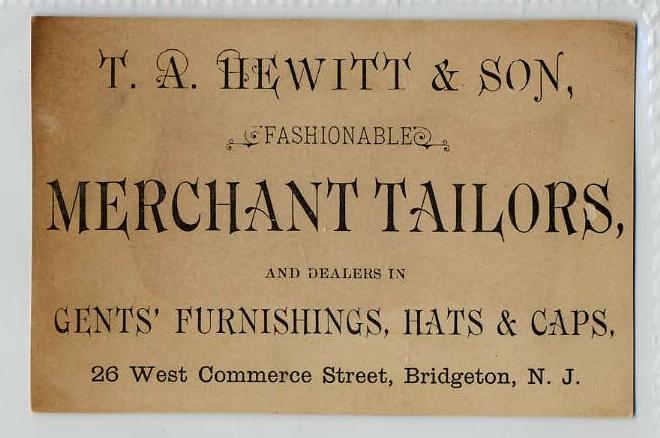 T. A. HEWITT & SON,
FASHIONABLE
MERCHANT TAILORS,
AND DEALERS IN
GENTS' FURNISHINGS, HATS & CAPS,
26 West Commerce Street, Bridgeton, N. J.